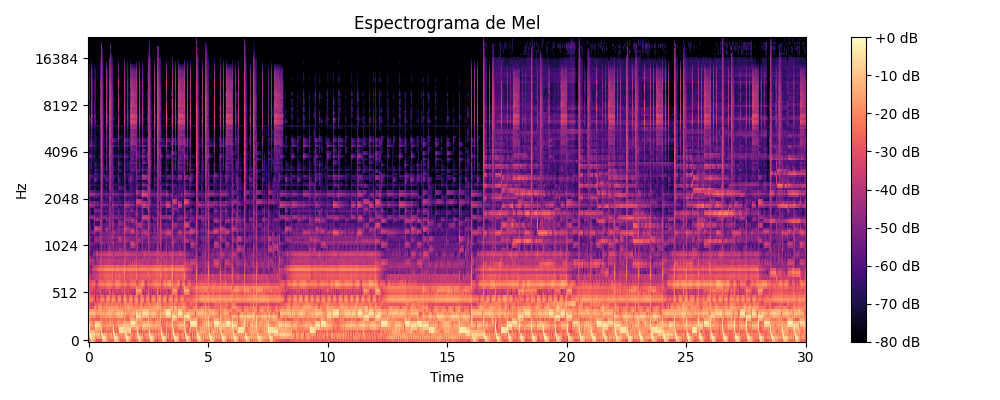 Espectrograma de Mel
Hz
16384
8192
4096
2048
1024
512
0
0 5 10 15 20 25 30
Time
+0 dB
-10 dB
-20 dB
-30 dB
-40 dB
-50 dB
-60 dB
-70 dB
-80 dB